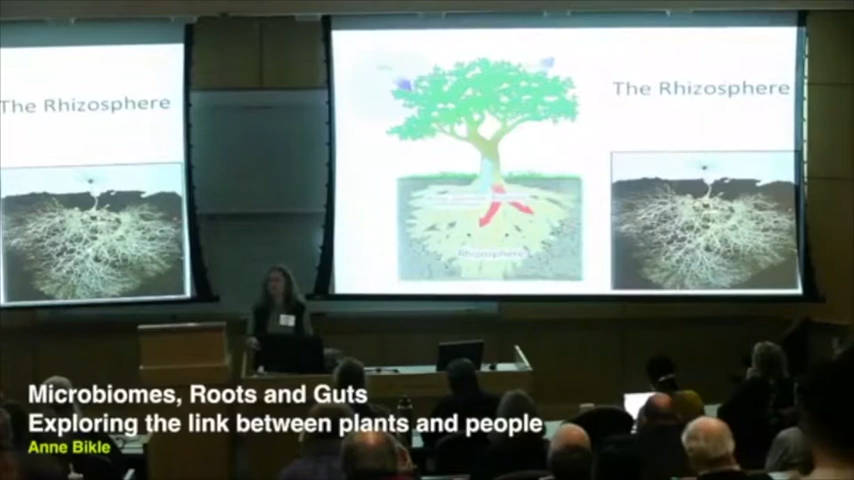 The Rhizosphere
The Rhizosphere
Rhizosphere
Microbiomes, Roots and Guts
Exploring the link between plants and people
Anne Bikle